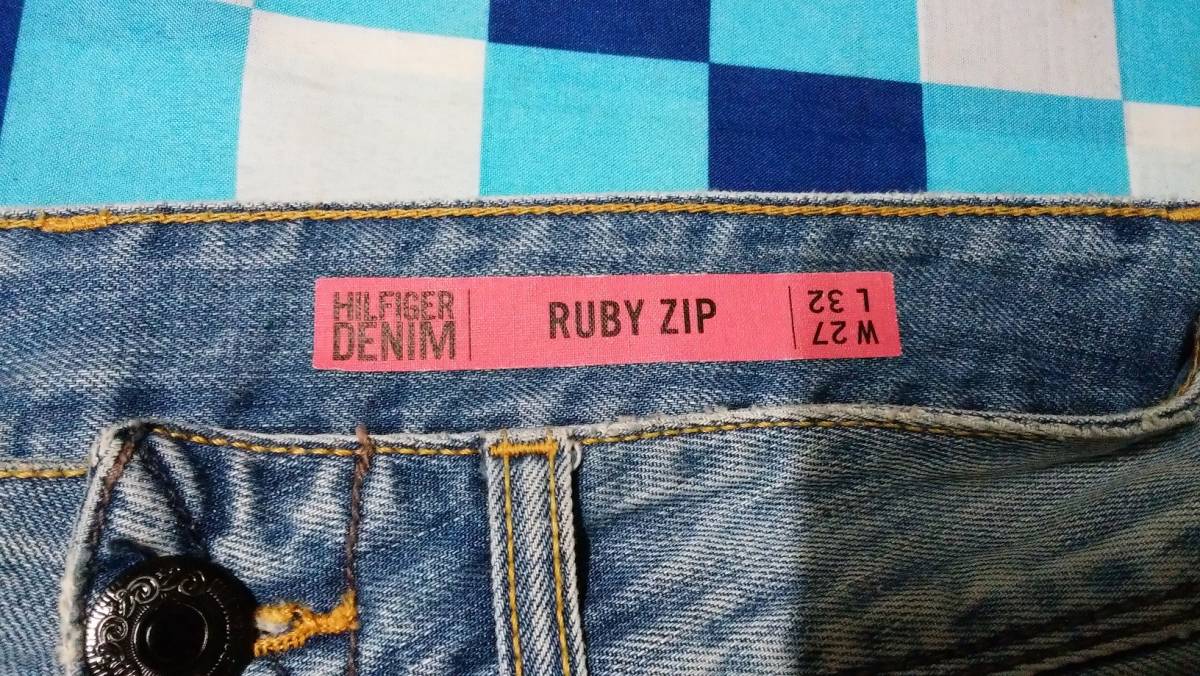 HILFIGER
DENIM
RUBY ZIP
W 27
L 32